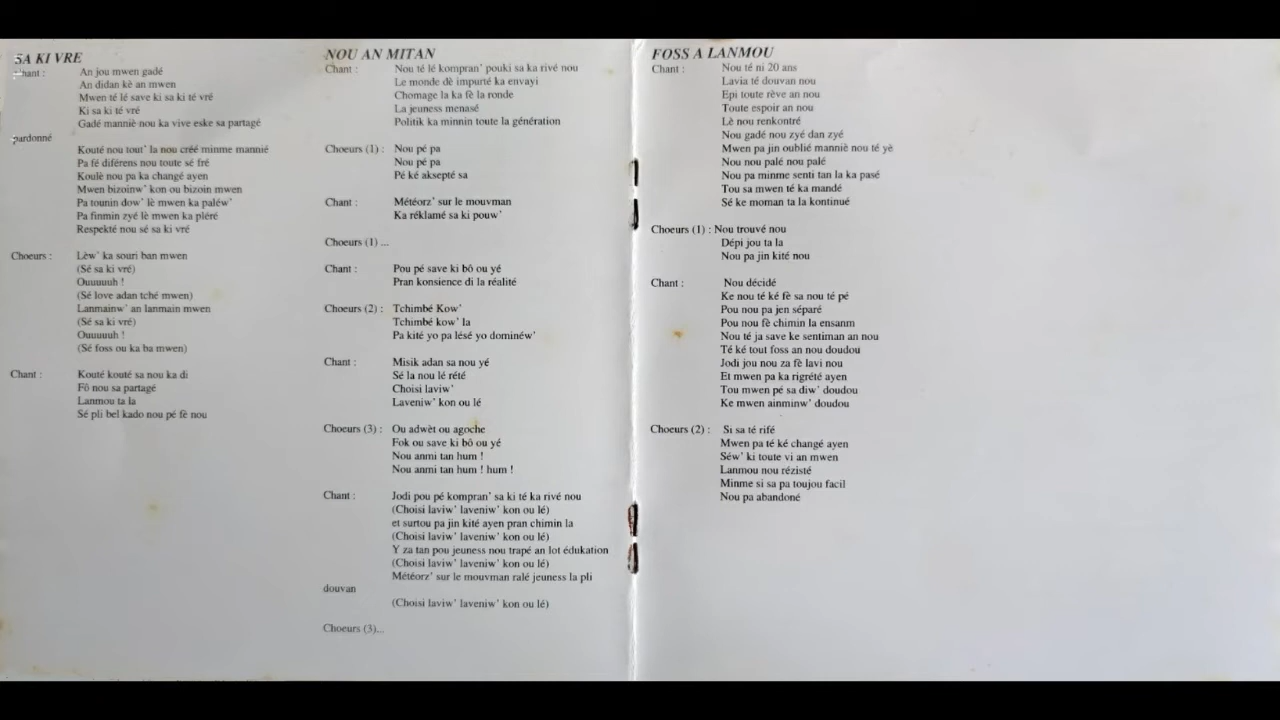 SA KI VRE
Chant : An jou mwen gadé
An didan kè an mwen
Mwen té lé save ki sa ki té vré
Ki sa ki té vré
Gadé manniè nou ka vive eske sa partagé
pardonné
Kouté nou tout' la nou créé minme mannié
Pa fé diférens nou toute sé fré
Koulè nou pa ka changé ayen
Mwen bizoinw' kon ou bizoin mwen
Pa tounin dow' lè mwen ka paléw'
Pa finmin zyé lè mwen ka pléré
Respekté nou sé sa ki vré
Choeurs : Lèw' ka souri ban mwen
(Sé sa ki vré)
Ouuuuuh !
(Sé love adan tché mwen)
Lanmainw' an lanmain mwen
(Sé sa ki vré)
Ouuuuuh !
(Sé foss ou ka ba mwen)
Chant : Kouté kouté sa nou ka di
Fô nou sa partagé
Lanmou ta la
Sé pli bel kado nou pé fè nou
NOU AN MITAN
Chant : Nou té lé kompran' pouki sa ka rivé nou
Le monde dè impurté ka envayi
Chomage la ka fè la ronde
La jeuness menasé
Politik ka minnin toute la génération
Choeurs (1) : Nou pé pa
Nou pé pa
Pé ké aksepté sa
Chant : Météorz' sur le mouvman
Ka réklamé sa ki pouw'
Choeurs (1) ...
Chant : Pou pé save ki bô ou yé
Pran konsience di la réalité
Choeurs (2) : Tchimbé Kow'
Tchimbé kow' la
Pa kité yo pa lésé yo dominéw'
Chant : Misik adan sa nou yé
Sé la nou lé rété
Choisi laviw'
Laveniw' kon ou lé
Choeurs (3) : Ou adwèt ou agoche
Fok ou save ki bô ou yé
Nou anmi tan hum !
Nou anmi tan hum ! hum !
Chant : Jodi pou pé kompran' sa ki té ka rivé nou
(Choisi laviw' laveniw' kon ou lé)
et surtou pa jin kité ayen pran chimin la
(Choisi laviw' laveniw' kon ou lé)
Y za tan pou jeuness nou trapé an lot édukation
(Choisi laviw' laveniw' kon ou lé)
Météorz' sur le mouvman ralé jeuness la pli
douvan
(Choisi laviw' laveniw' kon ou lé)
Choeurs (3)...
FOSS A LANMOU
Chant : Nou té ni 20 ans
Lavia té douvan nou
Epi toute rève an nou
Toute espoir an nou
Lè nou renkontré
Nou gadé nou zyé dan zyé
Mwen pa jin oublié manniè nou té yè
Nou nou palé nou palé
Nou pa minme senti tan la ka pasé
Tou sa mwen té ka mandé
Sé ke moman ta la kontinué
Choeurs (1) : Nou trouvé nou
Dépi jou ta la
Nou pa jin kité nou
Chant : Nou décidé
Ke nou té ké fè sa nou té pé
Pou nou pa jen séparé
Pou nou fè chimin la ensanm
Nou té ja save ke sentiman an nou
Té ké tout foss an nou doudou
Jodi jou nou za fè lavi nou
Et mwen pa ka rigrété ayen
Tou mwen pé sa diw' doudou
Ke mwen ainminw' doudou
Choeurs (2) : Si sa té rifé
Mwen pa té ké changé ayen
Séw' ki toute vi an mwen
Lanmou nou rézisté
Minme si sa pa toujou facil
Nou pa abandoné